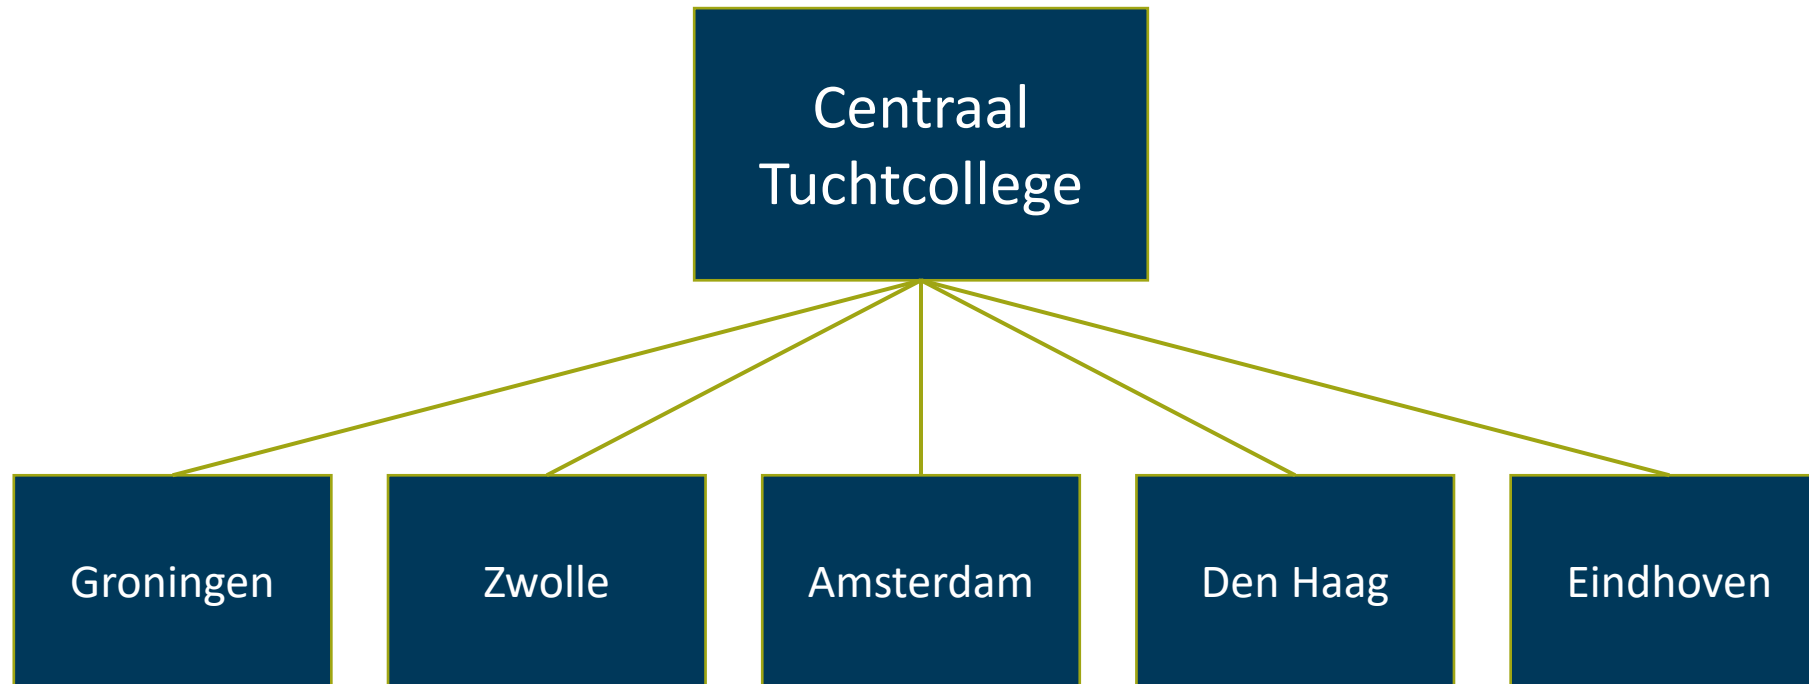 Centraal
Tuchtcollege
Groningen
Zwolle
Amsterdam
Den Haag
Eindhoven